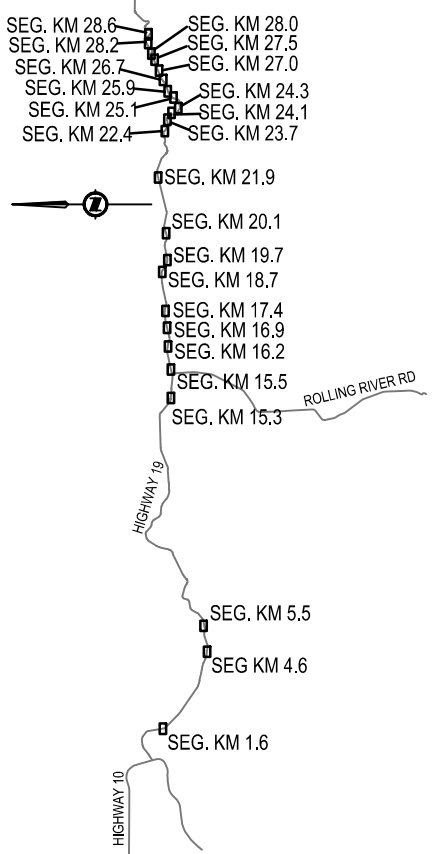 SEG. KM 28.6
SEG. KM 28.0
SEG. KM 28.2
SEG. KM 27.5
SEG. KM 26.7
SEG. KM 27.0
SEG. KM 25.9
SEG. KM 24.3
SEG. KM 25.1
SEG. KM 24.1
SEG. KM 22.4
SEG. KM 23.7
SEG. KM 21.9
Z
SEG. KM 20.1
SEG. KM 19.7
SEG. KM 18.7
SEG. KM 17.4
SEG. KM 16.9
SEG. KM 16.2
SEG. KM 15.5
ROLLING RIVER RD
SEG. KM 15.3
HIGHWAY 19
SEG. KM 5.5
SEG KM 4.6
SEG. KM 1.6
HIGHWAY 10